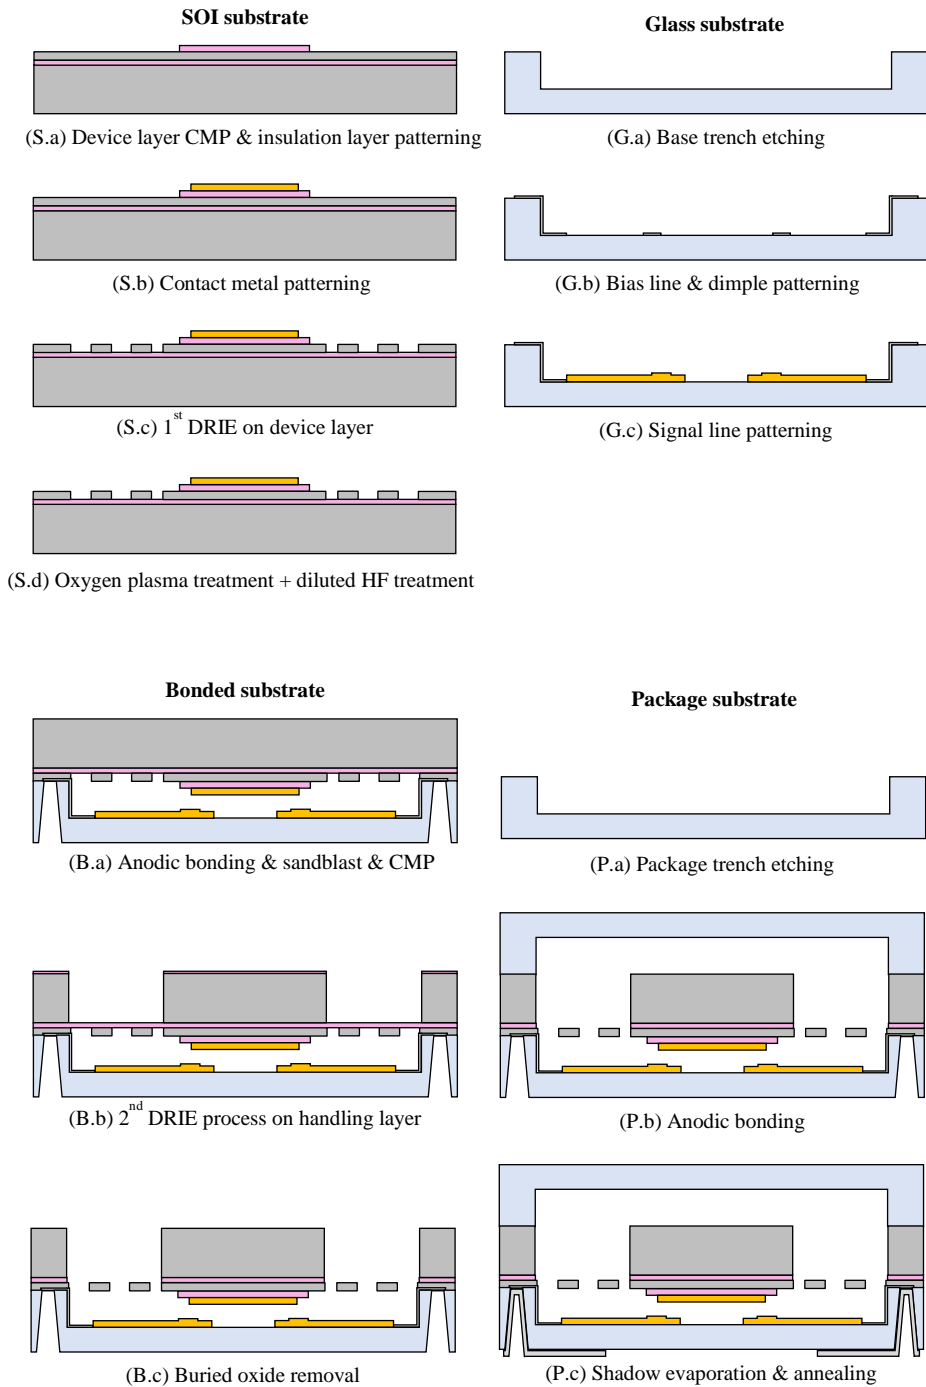 SOI substrate
(S.a) Device layer CMP & insulation layer patterning
(S.b) Contact metal patterning
(S.c) 1st DRIE on device layer
(S.d) Oxygen plasma treatment + diluted HF treatment
Glass substrate
(G.a) Base trench etching
(G.b) Bias line & dimple patterning
(G.c) Signal line patterning
Bonded substrate
(B.a) Anodic bonding & sandblast & CMP
(B.b) 2nd DRIE process on handling layer
(B.c) Buried oxide removal
Package substrate
(P.a) Package trench etching
(P.b) Anodic bonding
(P.c) Shadow evaporation & annealing